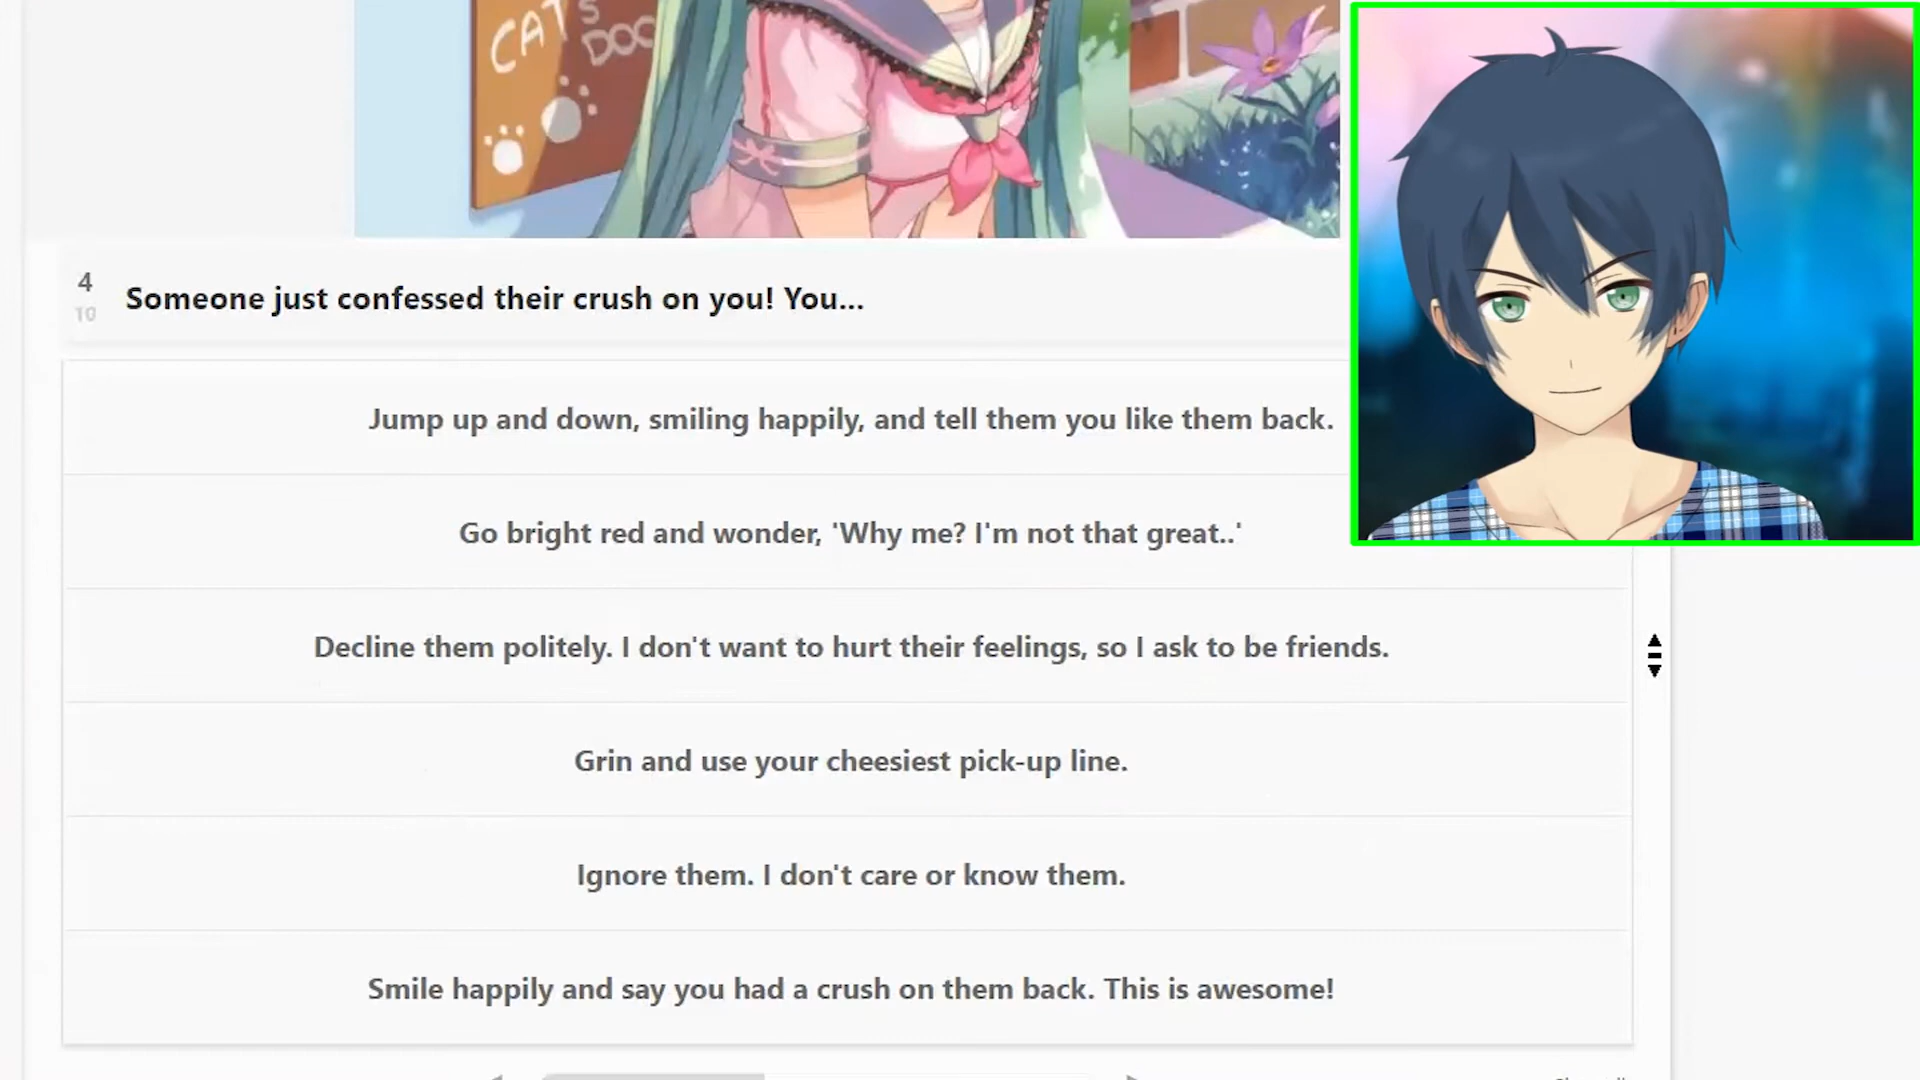 CAT'S
DOG
4
10
Someone just confessed their crush on you! You...
Jump up and down, smiling happily, and tell them you like them back.
Go bright red and wonder, 'Why me? I'm not that great..'
Decline them politely. I don't want to hurt their feelings, so I ask to be friends.
Grin and use your cheesiest pick-up line.
Ignore them. I don't care or know them.
Smile happily and say you had a crush on them back. This is awesome!